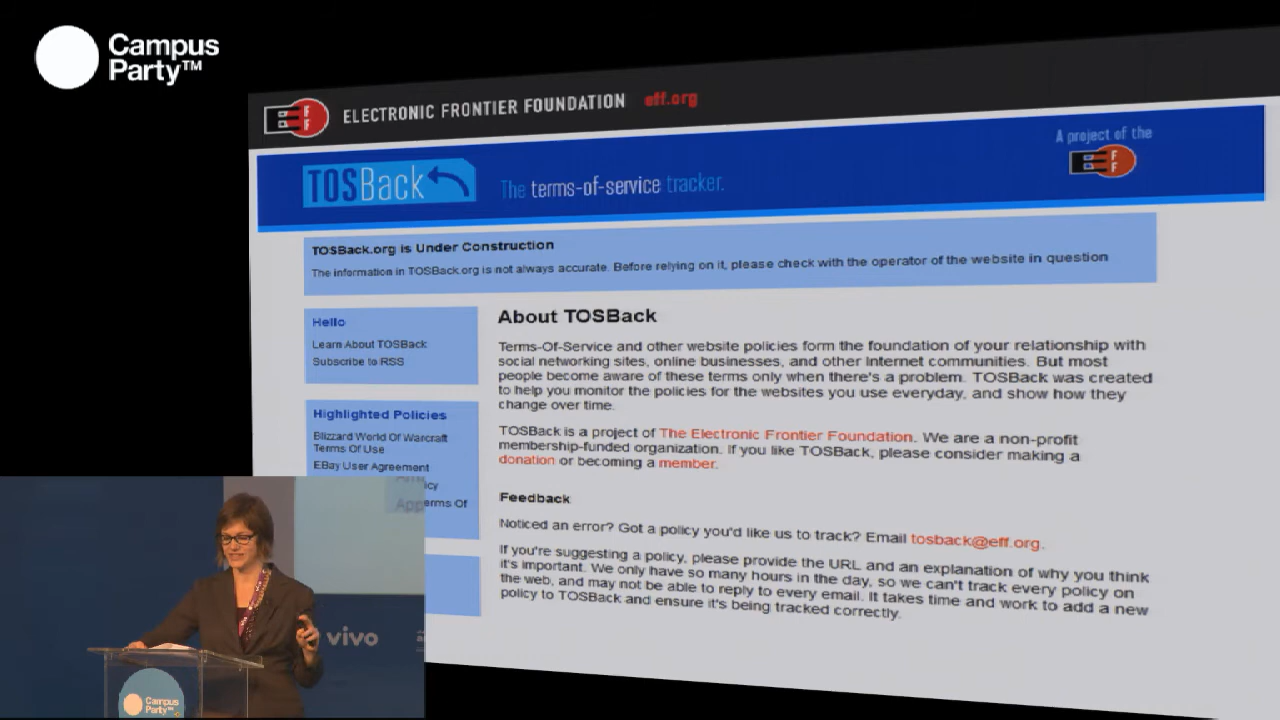 Campus
Party™
ELECTRONIC FRONTIER FOUNDATION eff.org
A project of the
EFF
TOSBack The terms-of-service tracker.
TOSBack.org is Under Construction
The information in TOSBack.org is not always accurate. Before relying on it, please check with the operator of the website in question
Hello
Learn About TOSBack
Subscribe to RSS
Highlighted Policies
Blizzard World Of Warcraft
Terms Of Use
EBay User Agreement
icy
erms Of
About TOSBack
Terms-Of-Service and other website policies form the foundation of your relationship with
social networking sites, online businesses, and other Internet communities. But most
people become aware of these terms only when there's a problem. TOSBack was created
to help you monitor the policies for the websites you use everyday, and show how they
change over time.
TOSBack is a project of The Electronic Frontier Foundation. We are a non-profit
membership-funded organization. If you like TOSBack, please consider making a
donation or becoming a member.
Feedback
Noticed an error? Got a policy you'd like us to track? Email tosback@eff.org.
If you're suggesting a policy, please provide the URL and an explanation of why you think
it's important. We only have so many hours in the day, so we can't track every policy on
the web, and may not be able to reply to every email. It takes time and work to add a new
policy to TOSBack and ensure it's being tracked correctly.
vivo
Campus
Party